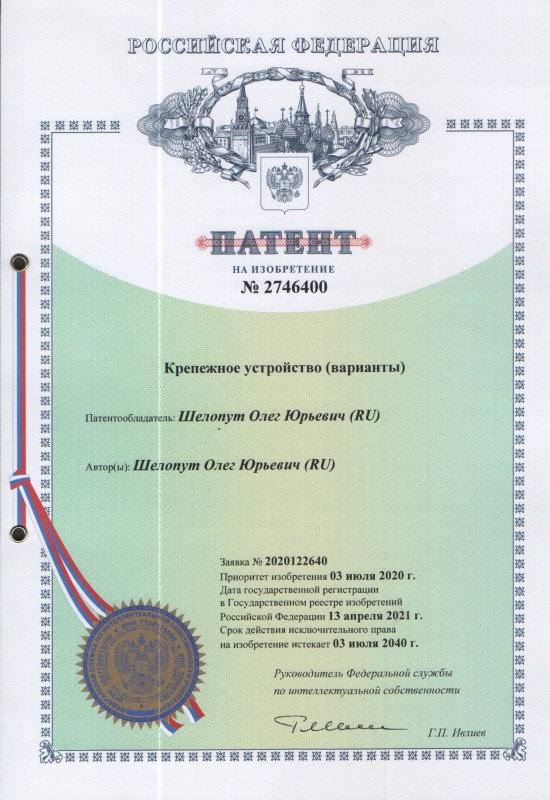 РОССИЙСКАЯ ФЕДЕРАЦИЯ
ПАТЕНТ
НА ИЗОБРЕТЕНИЕ
№ 2746400
Крепежное устройство (варианты)
Патентообладатель: Шелопут Олег Юрьевич (RU)
Автор(ы): Шелопут Олег Юрьевич (RU)
Заявка № 2020122640
Приоритет изобретения 03 июля 2020 г.
Дата государственной регистрации
в Государственном реестре изобретений
Российской Федерации 13 апреля 2021 г.
Срок действия исключительного права
на изобретение истекает 03 июля 2040 г.
Руководитель Федеральной службы
по интеллектуальной собственности
Г.П. Ивлиев